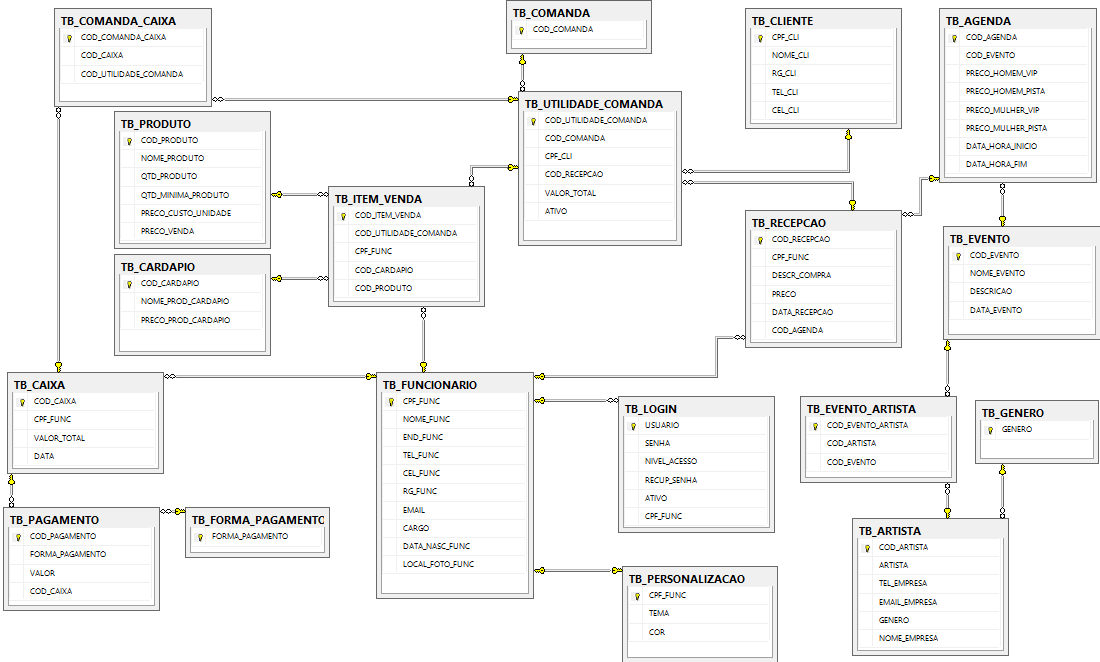 TB_COMANDA_CAIXA
COD_COMANDA_CAIXA
COD_CAIXA
COD_UTILIDADE_COMANDA
TB_COMANDA
COD_COMANDA
TB_CLIENTE
CPF_CLI
NOME_CLI
RG_CLI
TEL_CLI
CEL_CLI
TB_AGENDA
COD_AGENDA
COD_EVENTO
PRECO_HOMEM_VIP
PRECO_HOMEM_PISTA
PRECO_MULHER_VIP
PRECO_MULHER_PISTA
DATA_HORA_INICIO
DATA_HORA_FIM
TB_UTILIDADE_COMANDA
COD_UTILIDADE_COMANDA
COD_COMANDA
CPF_CLI
COD_RECEPCAO
VALOR_TOTAL
ATIVO
TB_PRODUTO
COD_PRODUTO
NOME_PRODUTO
QTD_PRODUTO
QTD_MINIMA_PRODUTO
PRECO_CUSTO_UNIDADE
PRECO_VENDA
TB_ITEM_VENDA
COD_ITEM_VENDA
COD_UTILIDADE_COMANDA
CPF_FUNC
COD_CARDAPIO
COD_PRODUTO
TB_RECEPCAO
COD_RECEPCAO
CPF_FUNC
DESCR_COMPRA
PRECO
DATA_RECEPCAO
COD_AGENDA
TB_EVENTO
COD_EVENTO
NOME_EVENTO
DESCRICAO
DATA_EVENTO
TB_CARDAPIO
COD_CARDAPIO
NOME_PROD_CARDAPIO
PRECO_PROD_CARDAPIO
TB_CAIXA
COD_CAIXA
CPF_FUNC
VALOR_TOTAL
DATA
TB_FUNCIONARIO
CPF_FUNC
NOME_FUNC
END_FUNC
TEL_FUNC
CEL_FUNC
RG_FUNC
EMAIL
CARGO
DATA_NASC_FUNC
LOCAL_FOTO_FUNC
TB_LOGIN
USUARIO
SENHA
NIVEL_ACESSO
RECUP_SENHA
ATIVO
CPF_FUNC
TB_EVENTO_ARTISTA
COD_EVENTO_ARTISTA
COD_ARTISTA
COD_EVENTO
TB_GENERO
GENERO
TB_PAGAMENTO
COD_PAGAMENTO
FORMA_PAGAMENTO
VALOR
COD_CAIXA
TB_FORMA_PAGAMENTO
FORMA_PAGAMENTO
TB_ARTISTA
COD_ARTISTA
ARTISTA
TEL_EMPRESA
EMAIL_EMPRESA
GENERO
NOME_EMPRESA
TB_PERSONALIZACAO
CPF_FUNC
TEMA
COR